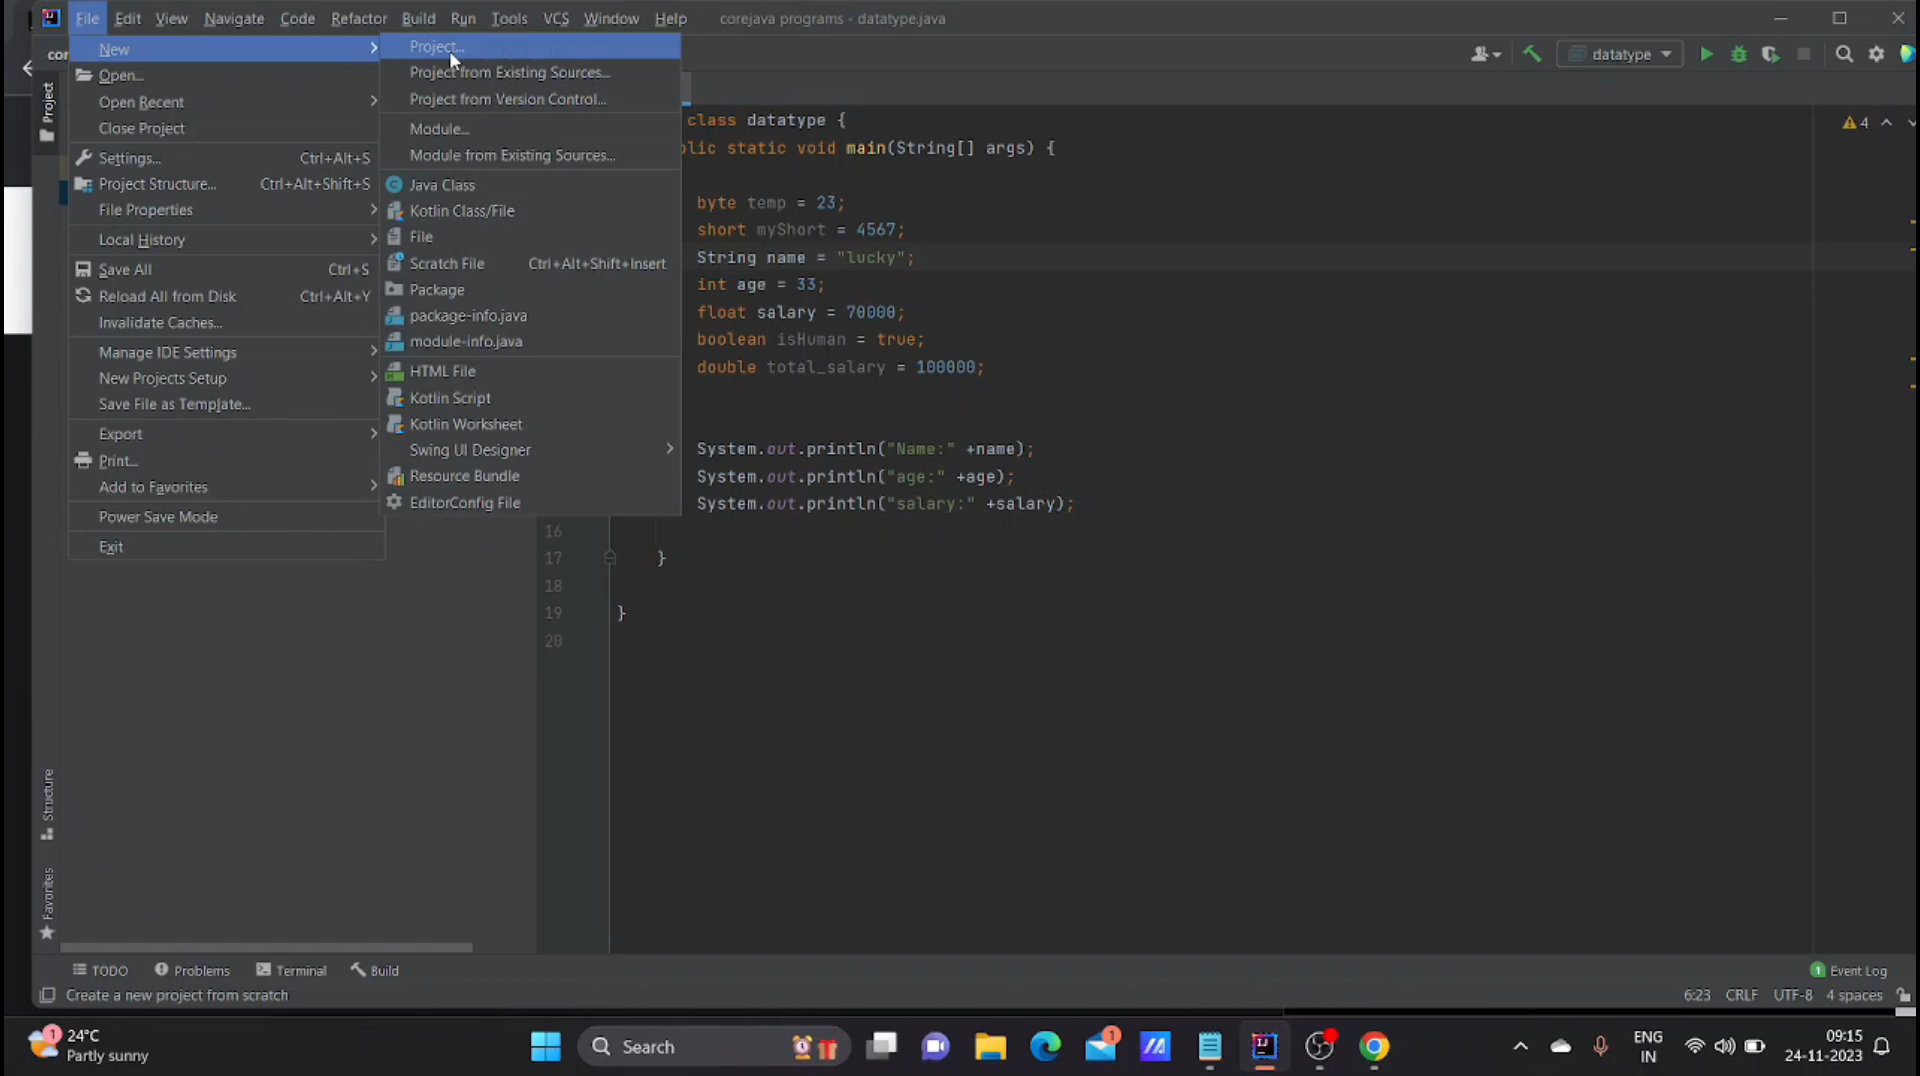 File Edit View Navigate Code Refactor Build Run Tools VCS Window Help corejava programs - datatype.java
datatype
New
Open...
Open Recent
Close Project
Settings... Ctrl+Alt+S
Project Structure... Ctrl+Alt+Shift+S
File Properties
Local History
Save All Ctrl+S
Reload All from Disk Ctrl+Alt+Y
Invalidate Caches...
Manage IDE Settings
New Projects Setup
Save File as Template...
Export
Print...
Add to Favorites
Power Save Mode
Exit
Project...
Project from Existing Sources...
Project from Version Control...
Module...
Module from Existing Sources...
Java Class
Kotlin Class/File
File
Scratch File Ctrl+Alt+Shift+Insert
Package
package-info.java
module-info.java
HTML File
Kotlin Script
Kotlin Worksheet
Swing UI Designer
Resource Bundle
EditorConfig File
Project
Structure
Favorites
class datatype {
static void main(String[] args) {
byte temp = 23;
short myShort = 4567;
String name = "lucky";
int age = 33;
float salary = 70000;
boolean isHuman = true;
double total_salary = 100000;
System.out.println("Name:" +name);
System.out.println("age:" +age);
System.out.println("salary:" +salary);
16
17 }
18
19 }
20
4
TODO Problems Terminal Build 1 Event Log
Create a new project from scratch 6:23 CRLF UTF-8 4 spaces
1 24°C
Partly sunny
Search
1
ENG
IN
09:15
24-11-2023